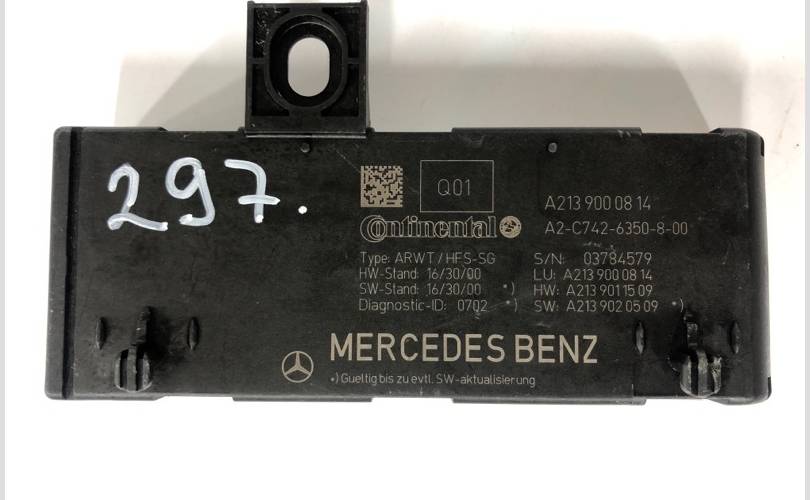 297.
Q01
A213 900 08 14
Continental
A2-C742-6350-8-00
Type: ARWT/HFS-SG
S/N: 03784579
HW-Stand: 16/30/00
LU: A213 900 08 14
SW-Stand: 16/30/00 *)
HW: A213 901 15 09
Diagnostic-ID: 0702 *)
SW: A213 902 05 09 *)
MERCEDES BENZ
*) Gueltig bis zu evtl. SW-aktualisierung